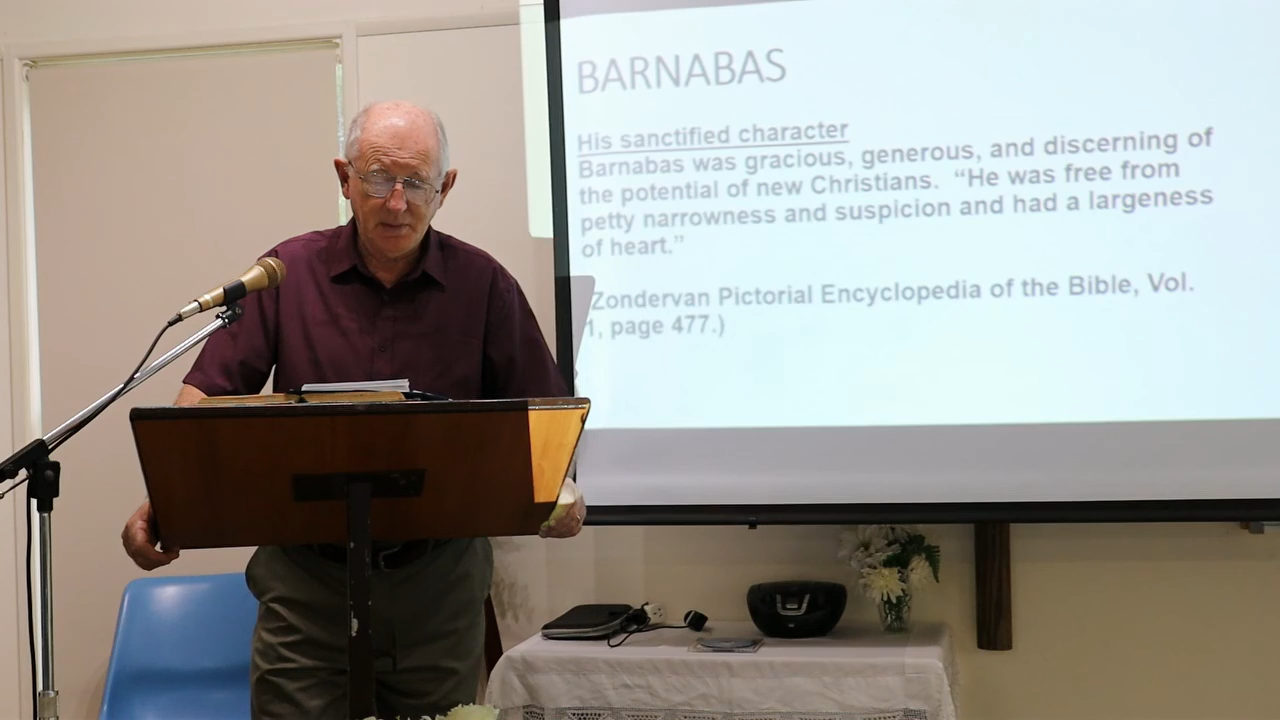 BARNABAS
His sanctified character
Barnabas was gracious, generous, and discerning of
the potential of new Christians. “He was free from
petty narrowness and suspicion and had a largeness
of heart.”
Zondervan Pictorial Encyclopedia of the Bible, Vol.
1, page 477.)